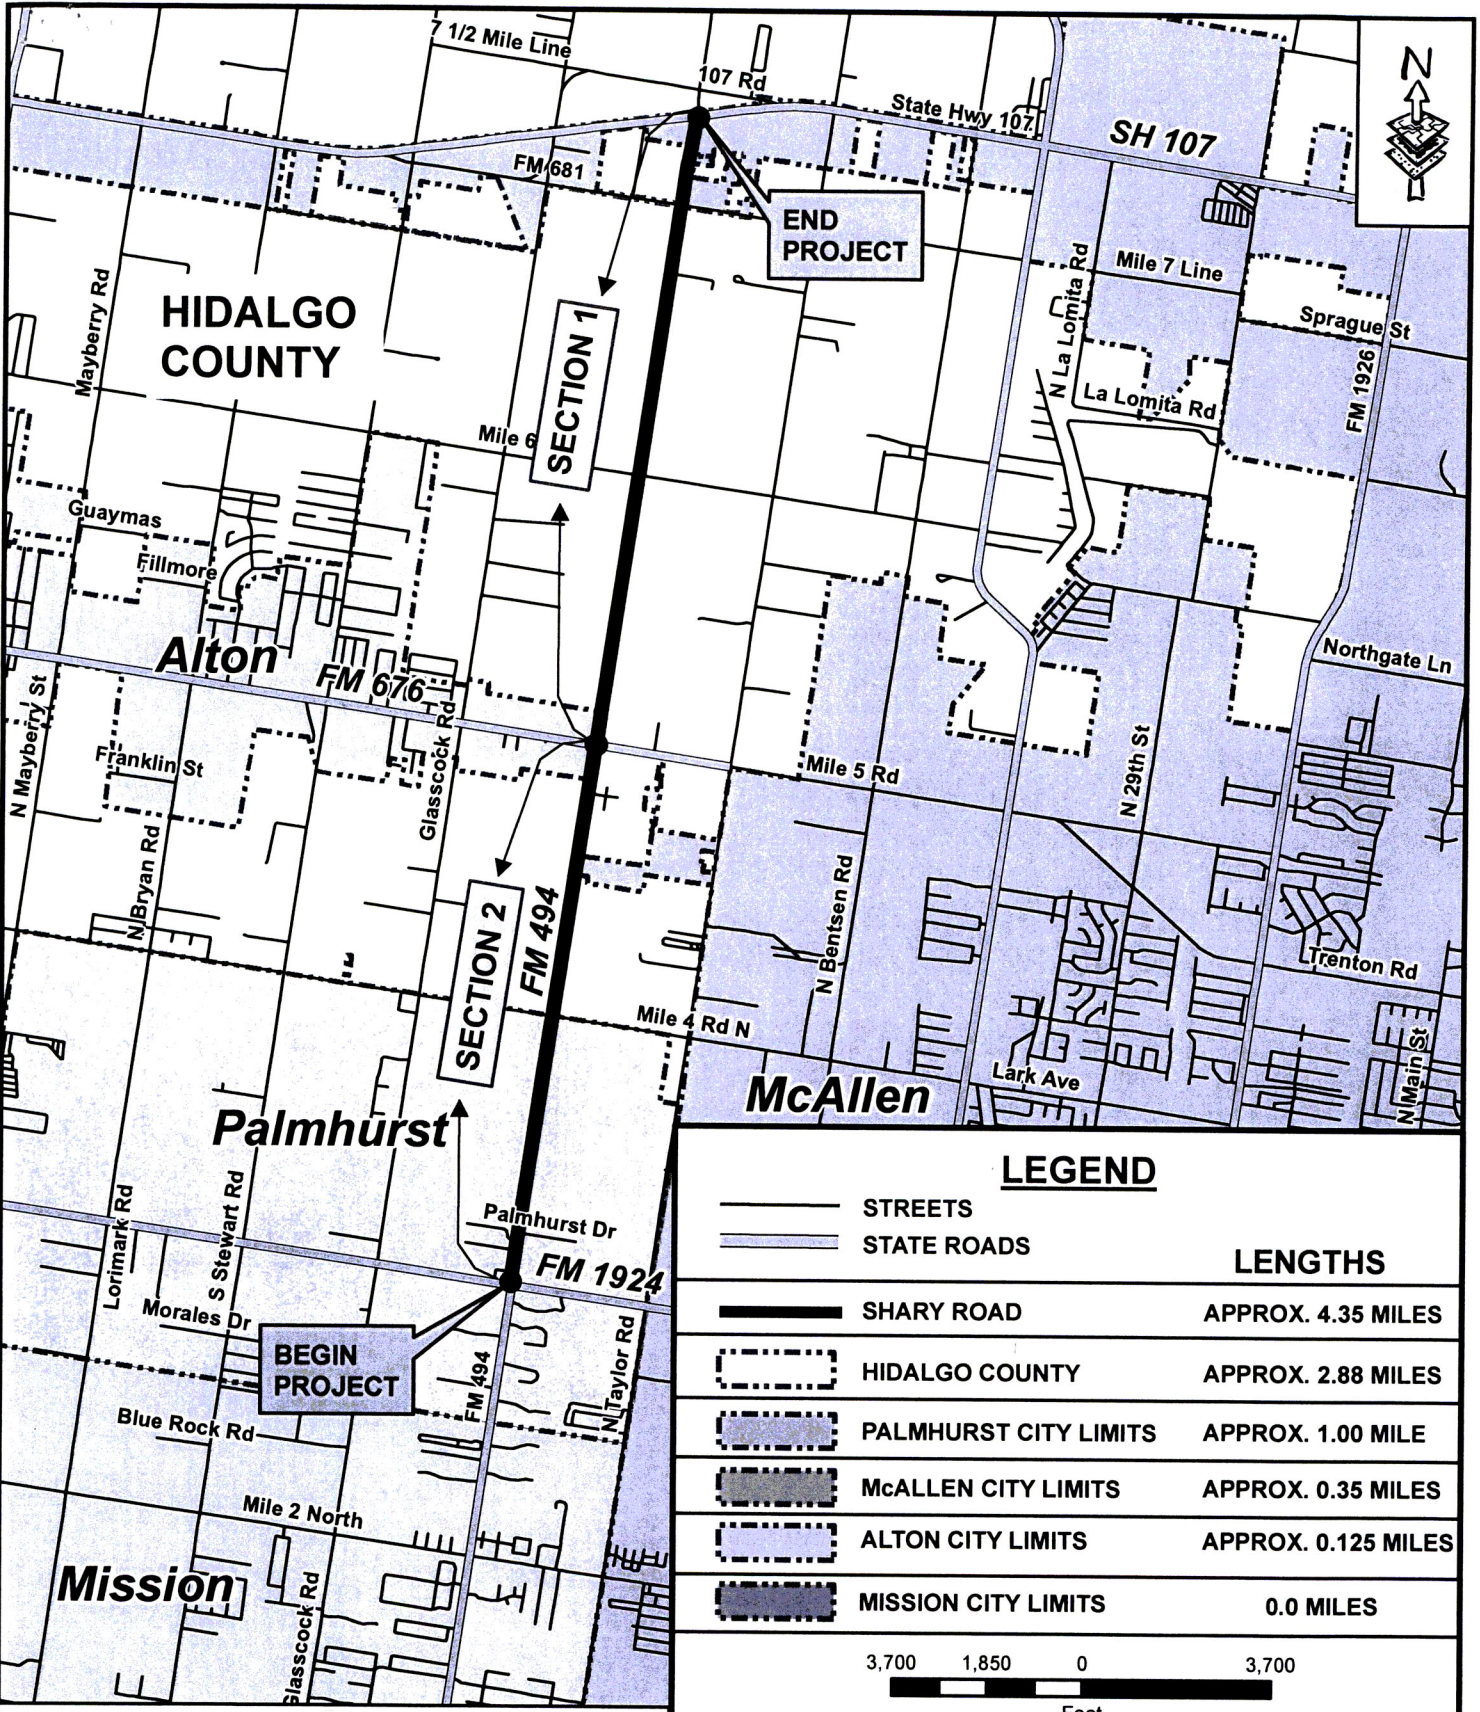 7 1/2 Mile Line
107 Rd
State Hwy 107
SH 107
N
FM 681
END
PROJECT
Mile 7 Line
Mayberry Rd
HIDALGO
COUNTY
N La Lomita Rd
Sprague St
SECTION 1
FM 1926
La Lomita Rd
Mile 6
Guaymas
Fillmore
Alton
FM 676
Northgate Ln
N Mayberry St
Franklin St
Glasscock Rd
Mile 5 Rd
N 29th St
N Bryan Rd
N Bentsen Rd
SECTION 2
FM 494
Trenton Rd
Mile 4 Rd N
Lark Ave
N Main St
McAllen
Palmhurst
Lorimark Rd
S Stewart Rd
Palmhurst Dr
FM 1924
Morales Dr
BEGIN
PROJECT
FM 494
N Taylor Rd
Blue Rock Rd
Mile 2 North
Mission
Glasscock Rd
LEGEND
STREETS
STATE ROADS
LENGTHS
SHARY ROAD APPROX. 4.35 MILES
HIDALGO COUNTY APPROX. 2.88 MILES
PALMHURST CITY LIMITS APPROX. 1.00 MILE
McALLEN CITY LIMITS APPROX. 0.35 MILES
ALTON CITY LIMITS APPROX. 0.125 MILES
MISSION CITY LIMITS 0.0 MILES
3,700 1,850 0 3,700
Feet